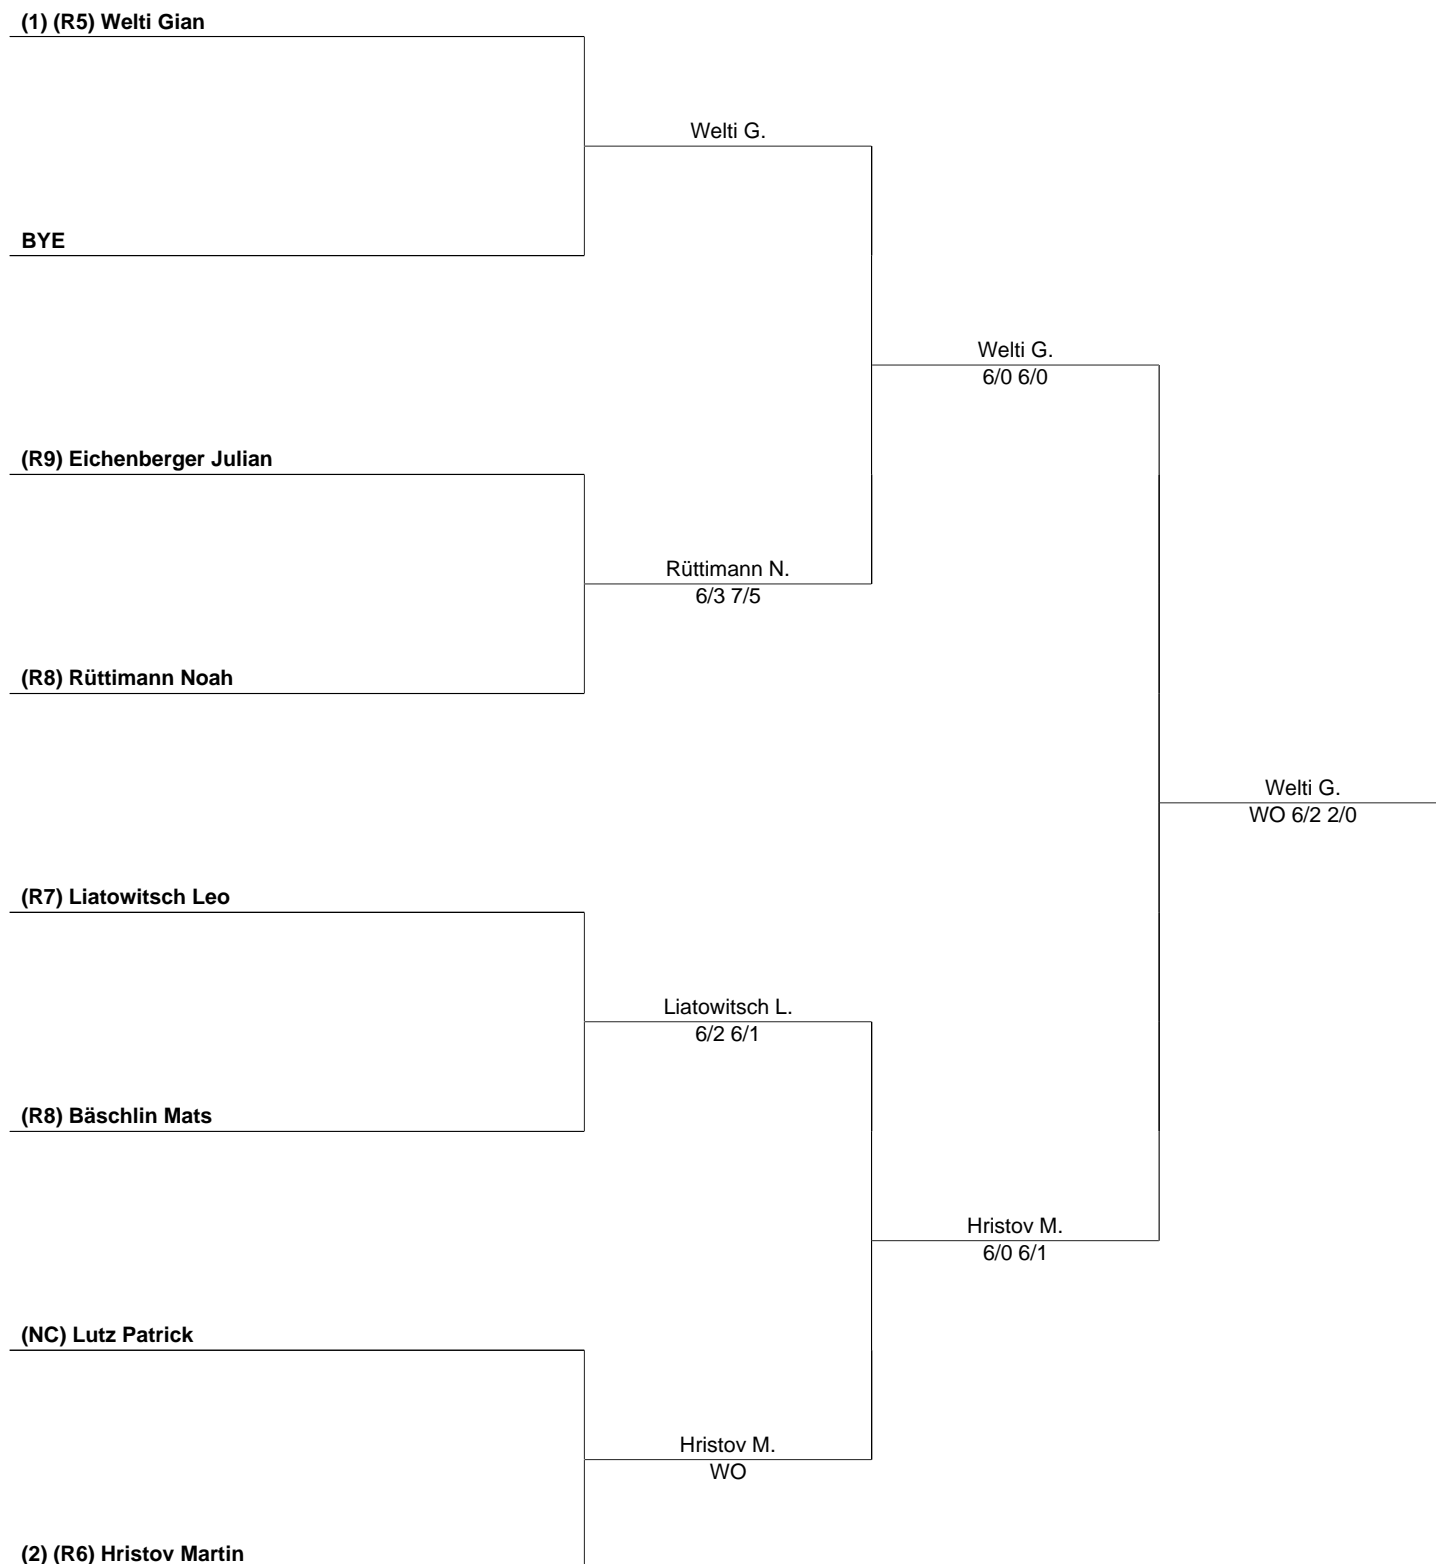 (1) (R5) Welti Gian
Welti G.
BYE
Welti G.
6/0 6/0
(R9) Eichenberger Julian
Rüttimann N.
6/3 7/5
(R8) Rüttimann Noah
Welti G.
WO 6/2 2/0
(R7) Liatowitsch Leo
Liatowitsch L.
6/2 6/1
(R8) Bäschlin Mats
Hristov M.
6/0 6/1
(NC) Lutz Patrick
Hristov M.
WO
(2) (R6) Hristov Martin